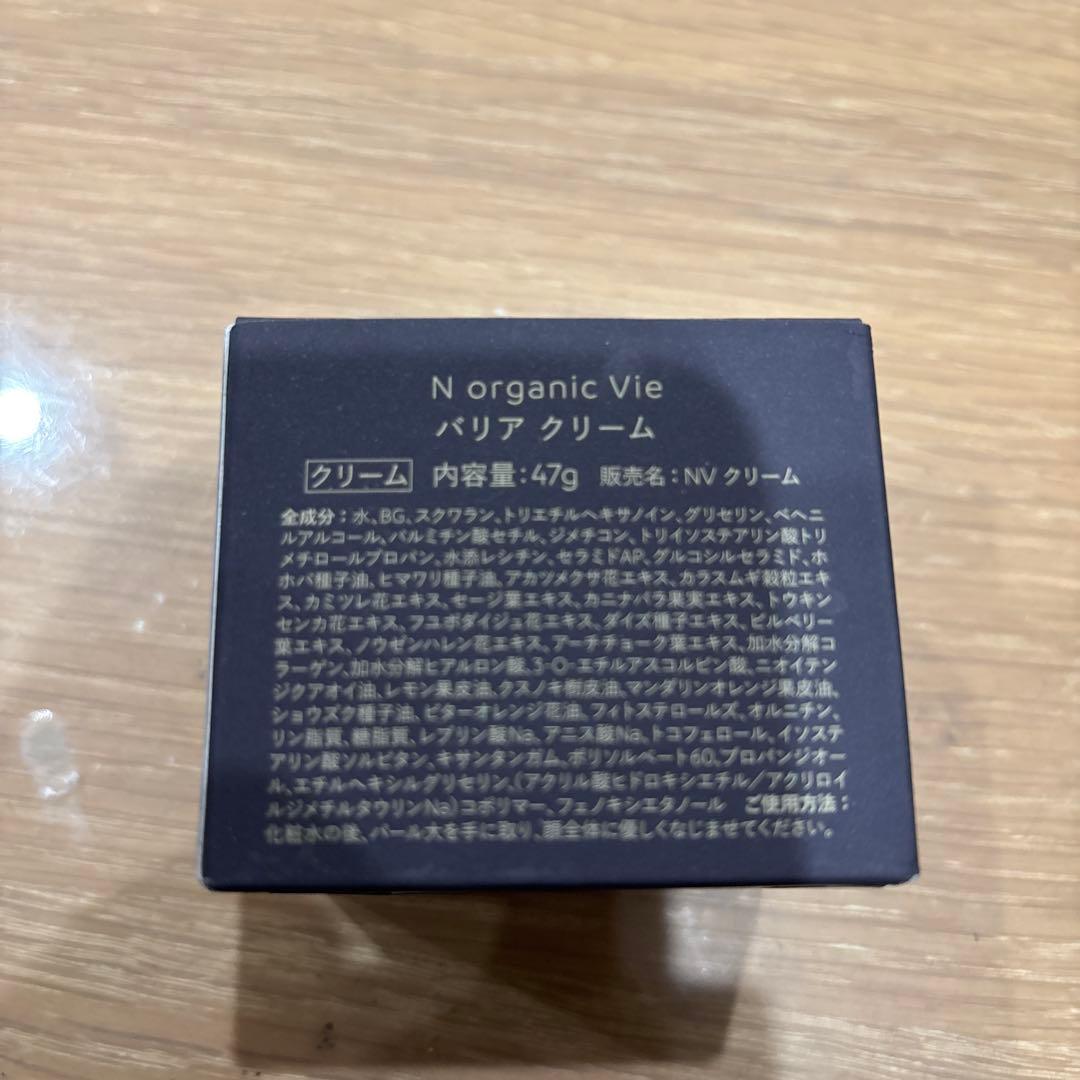 N organic Vie
バリア クリーム
クリーム 内容量:47g 販売名:NV クリーム
全成分:水、BG、スクワラン、トリエチルヘキサノイン、グリセリン、ベヘニ
ルアルコール、パルミチン酸セチル、ジメチコン、トリイソステアリン酸トリ
メチロールプロパン、水添レシチン、セラミドAP、グルコシルセラミド、ホ
ホバ種子油、ヒマワリ種子油、アカツメクサ花エキス、カラスムギ穀粒エキ
ス、カミツレ花エキス、セージ葉エキス、カニナバラ果実エキス、トウキン
センカ花エキス、フユボダイジュ花エキス、ダイズ種子エキス、ビルベリー
葉エキス、ノウゼンハレン花エキス、アーチチョーク葉エキス、加水分解コ
ラーゲン、加水分解ヒアルロン酸、3-O-エチルアスコルビン酸、ニオイテン
ジクアオイ油、レモン果皮油、クスノキ樹皮油、マンダリンオレンジ果皮油、
ショウズク種子油、ビターオレンジ花油、フィトステロールズ、オルニチン、
リン脂質、糖脂質、レブリン酸Na、アニス酸Na、トコフェロール、イソステ
アリン酸ソルビタン、キサンタンガム、ポリソルベート60、プロパンジオー
ル、エチルヘキシルグリセリン、(アクリル酸ヒドロキシエチル/アクリロイ
ルジメチルタウリンNa)コポリマー、フェノキシエタノール ご使用方法:
化粧水の後、パール大を手に取り、顔全体に優しくなじませてください。